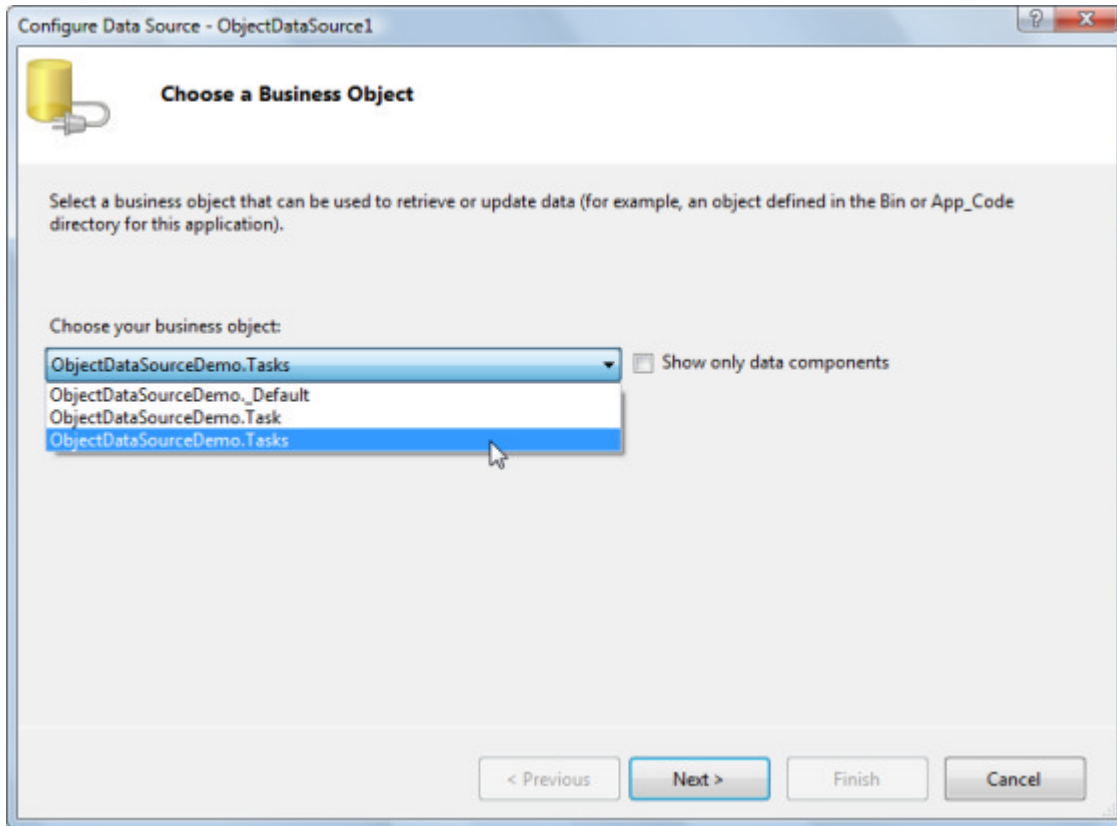 Configure Data Source - ObjectDataSource1
Choose a Business Object
Select a business object that can be used to retrieve or update data (for example, an object defined in the Bin or App_Code
directory for this application).
Choose your business object:
ObjectDataSourceDemo.Tasks
Show only data components
ObjectDataSourceDemo._Default
ObjectDataSourceDemo.Task
ObjectDataSourceDemo.Tasks
< Previous
Next >
Finish
Cancel